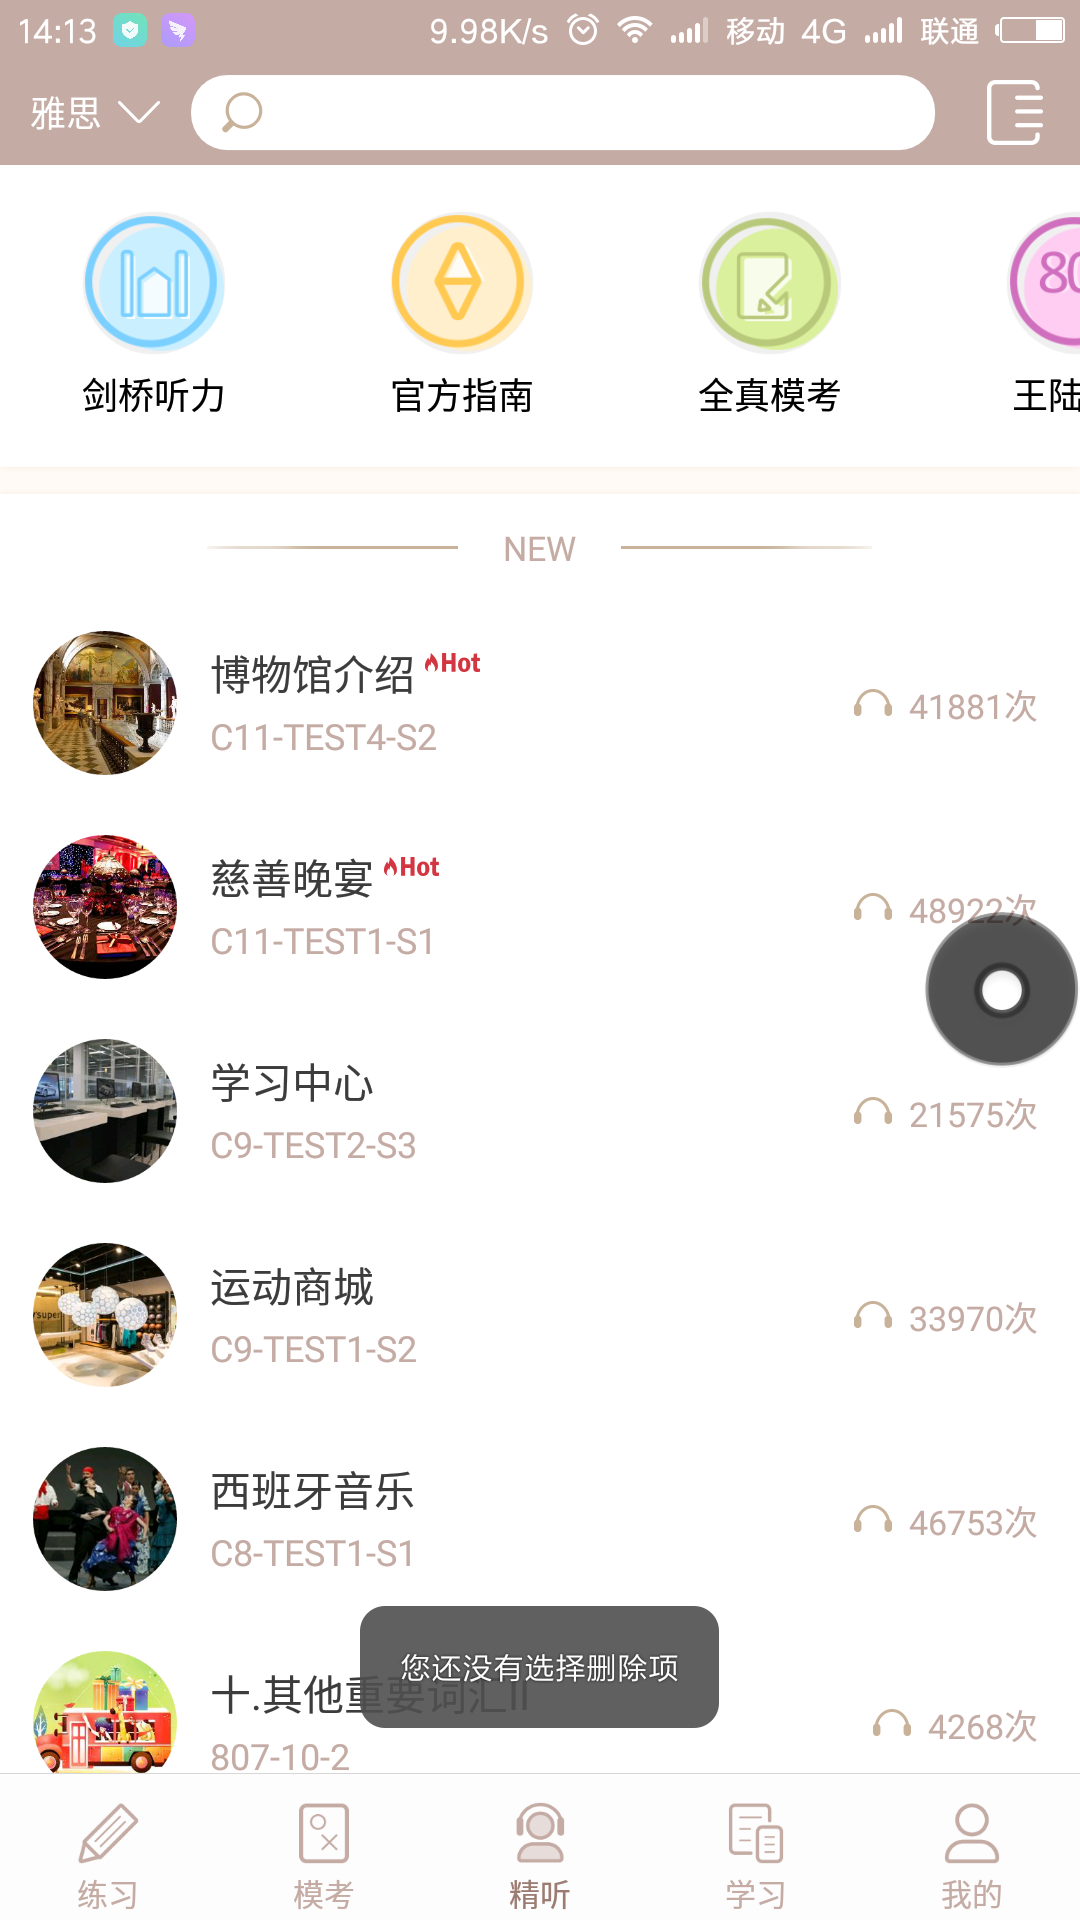 14:13 9.98K/s 移动 4G 联通
雅思
剑桥听力 官方指南 全真模考 王陆
80
NEW
博物馆介绍 Hot
C11-TEST4-S2
41881次
慈善晚宴 Hot
C11-TEST1-S1
48922次
学习中心
C9-TEST2-S3
21575次
运动商城
C9-TEST1-S2
33970次
西班牙音乐
C8-TEST1-S1
46753次
您还没有选择删除项
十.其他重要词汇II
807-10-2
4268次
练习 模考 精听 学习 我的